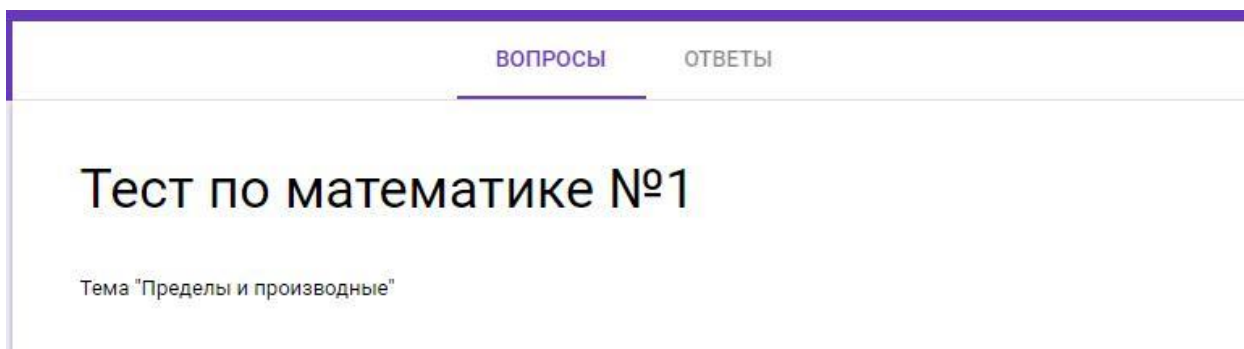 ВОПРОСЫ ОТВЕТЫ
Тест по математике №1
Тема "Пределы и производные"